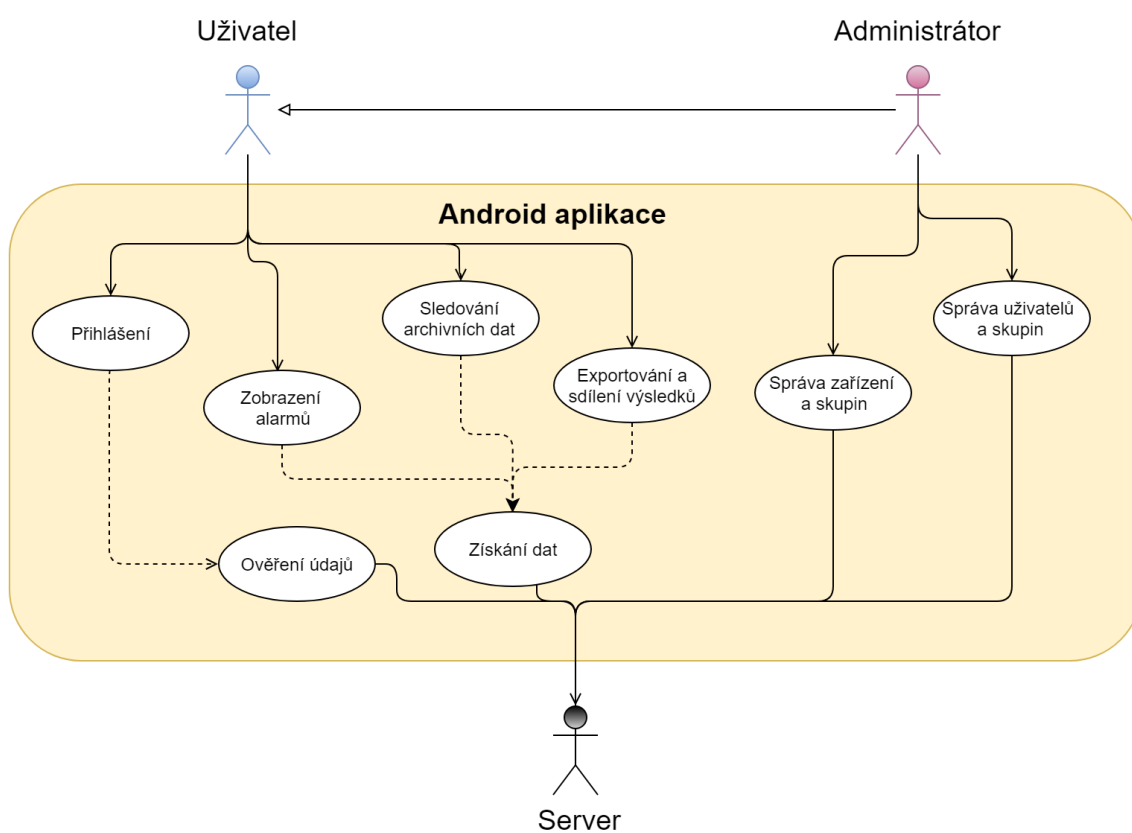 Uživatel
Administrátor
Android aplikace
Přihlášení
Zobrazení
alarmů
Sledování
archivních dat
Exportování a
sdílení výsledků
Správa zařízení
a skupin
Správa uživatelů
a skupin
Ověření údajů
Získání dat
Server